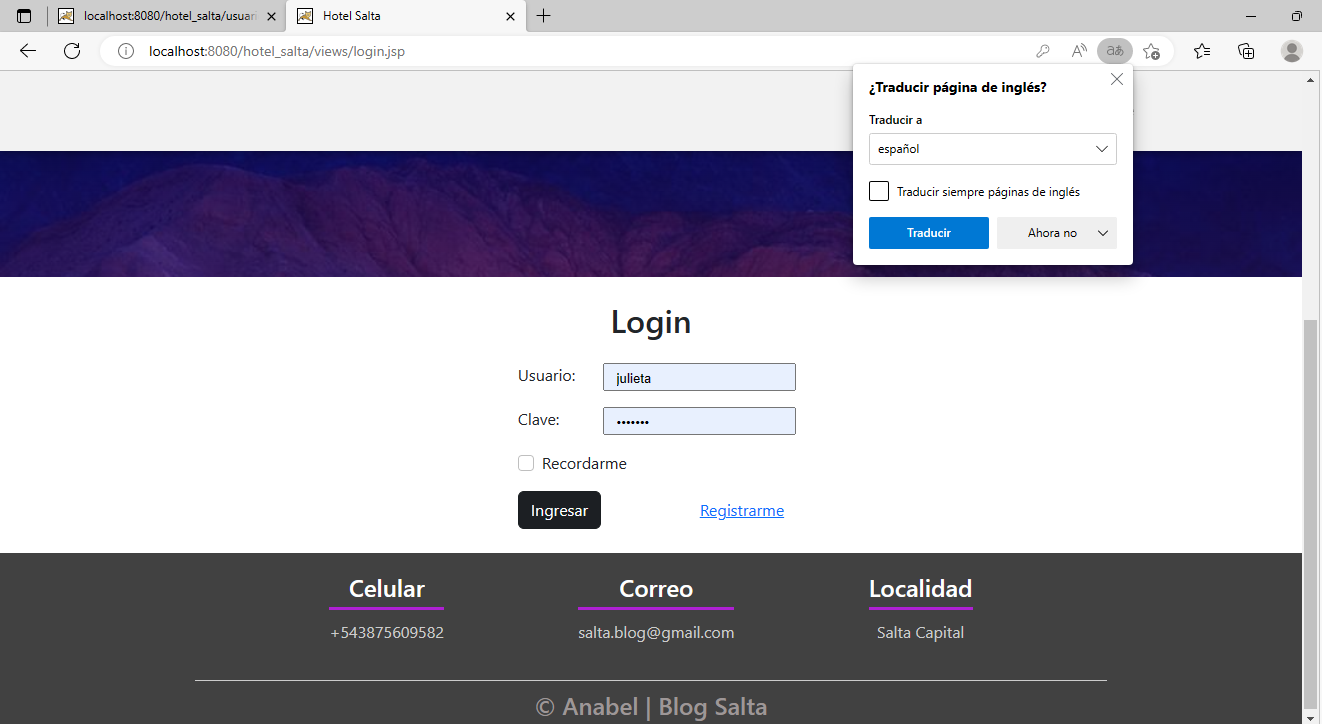 localhost:8080/hotel_salta/usuari
Hotel Salta
localhost:8080/hotel_salta/views/login.jsp
¿Traducir página de inglés?
Traducir a
español
Traducir siempre páginas de inglés
Traducir
Ahora no
Login
Usuario:
julieta
Clave:
•••••••
Recordarme
Ingresar
Registrarme
Celular
Correo
Localidad
+543875609582
salta.blog@gmail.com
Salta Capital
© Anabel | Blog Salta